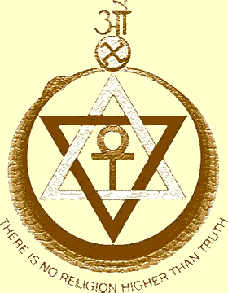 ॐ
THERE IS NO RELIGION HIGHER THAN TRUTH